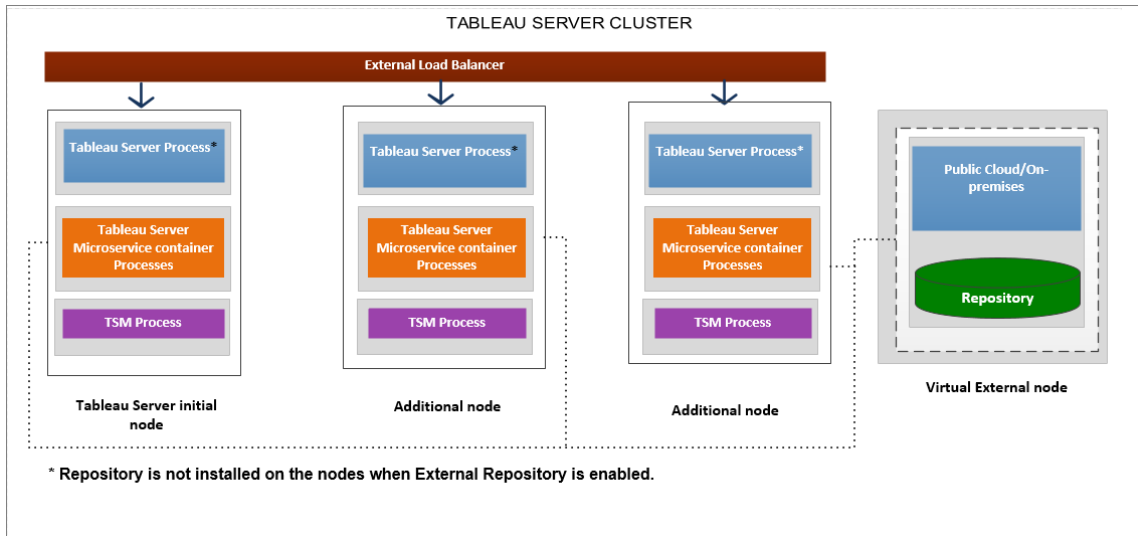 TABLEAU SERVER CLUSTER
External Load Balancer
Tableau Server Process*
Tableau Server
Microservice container
Processes
TSM Process
Tableau Server initial
node
Tableau Server Process*
Tableau Server
Microservice container
Processes
TSM Process
Additional node
Tableau Server Process*
Tableau Server
Microservice container
Processes
TSM Process
Additional node
Public Cloud/On-
premises
Repository
Virtual External node
* Repository is not installed on the nodes when External Repository is enabled.